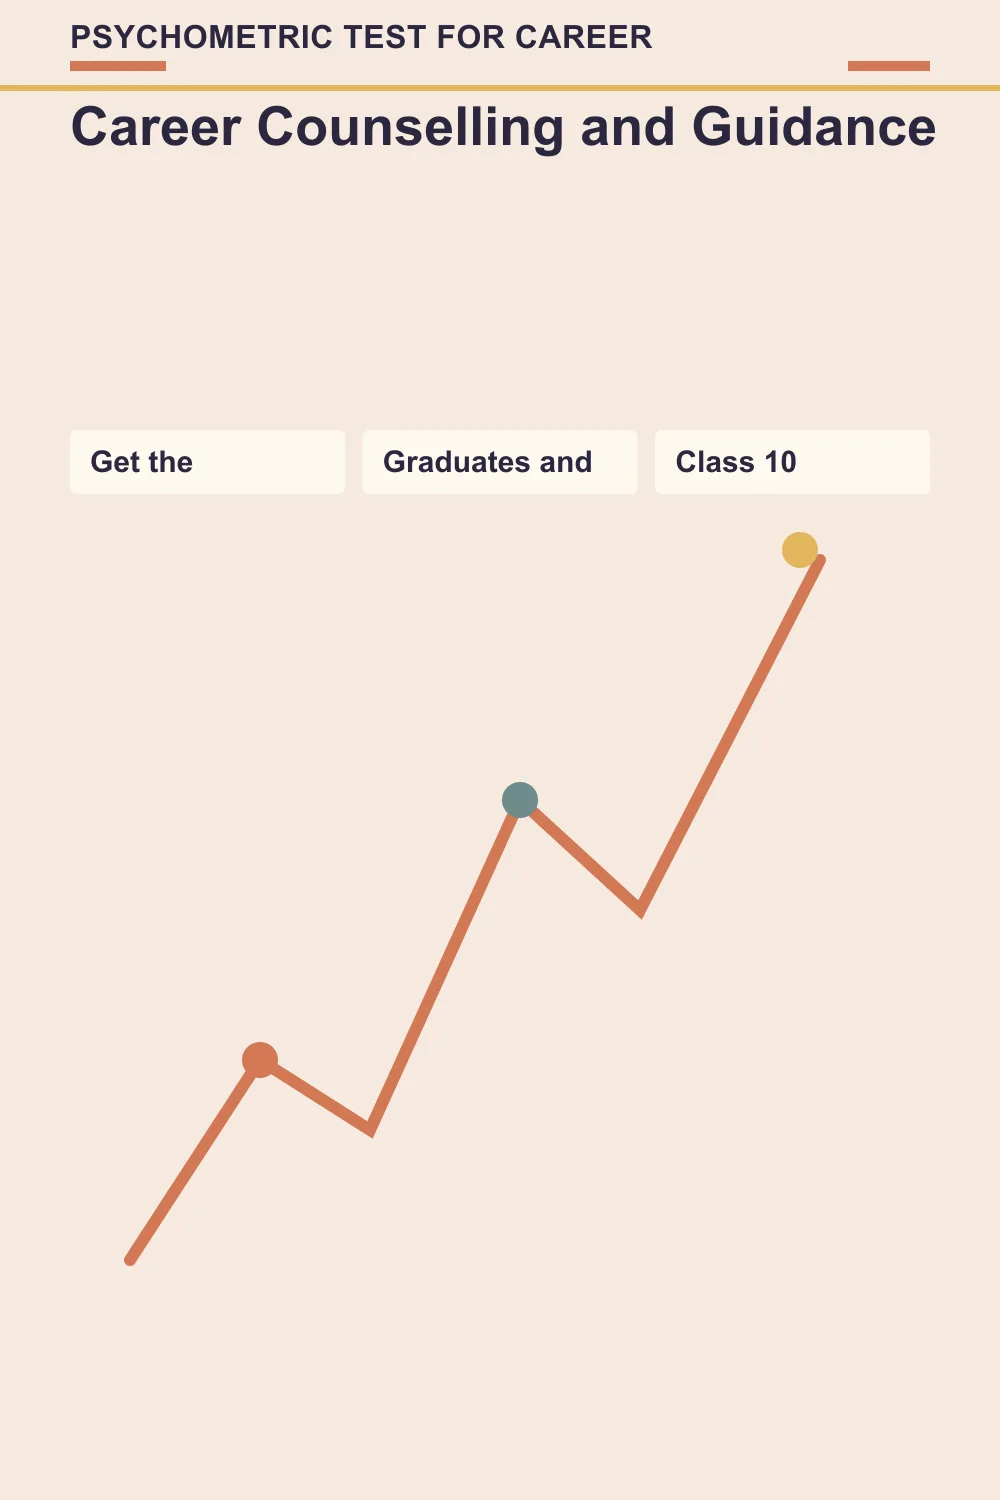 PSYCHOMETRIC TEST FOR CAREER
Career Counselling and Guidance
Get the
Graduates and
Class 10